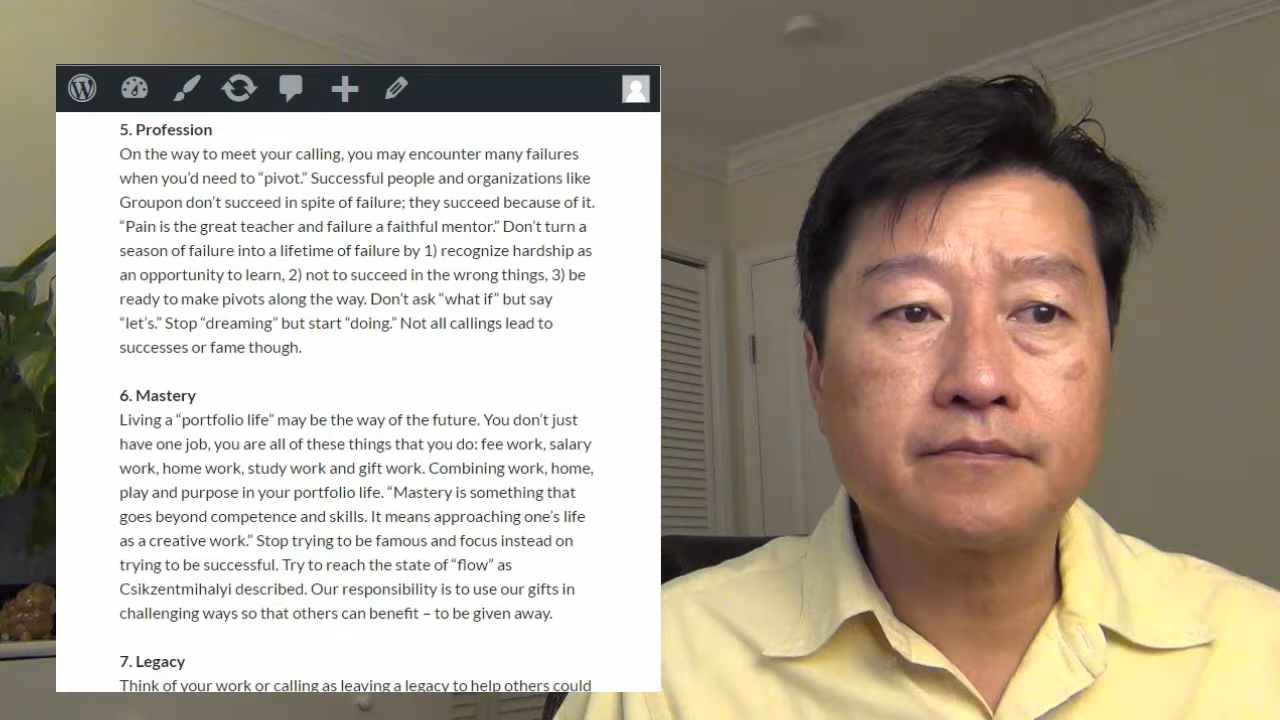 5. Profession
On the way to meet your calling, you may encounter many failures
when you’d need to “pivot.” Successful people and organizations like
Groupon don’t succeed in spite of failure; they succeed because of it.
“Pain is the great teacher and failure a faithful mentor.” Don’t turn a
season of failure into a lifetime of failure by 1) recognize hardship as
an opportunity to learn, 2) not to succeed in the wrong things, 3) be
ready to make pivots along the way. Don’t ask “what if” but say
“let’s.” Stop “dreaming” but start “doing.” Not all callings lead to
successes or fame though.
6. Mastery
Living a “portfolio life” may be the way of the future. You don’t just
have one job, you are all of these things that you do: fee work, salary
work, home work, study work and gift work. Combining work, home,
play and purpose in your portfolio life. “Mastery is something that
goes beyond competence and skills. It means approaching one’s life
as a creative work.” Stop trying to be famous and focus instead on
trying to be successful. Try to reach the state of “flow” as
Csikzentmihalyi described. Our responsibility is to use our gifts in
challenging ways so that others can benefit – to be given away.
7. Legacy
Think of your work or calling as leaving a legacy to help others could